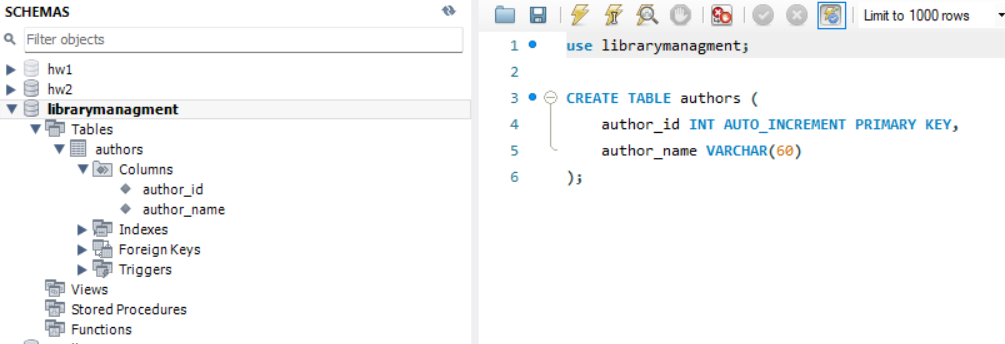 SCHEMAS
Filter objects
hw1
hw2
librarymanagment
Tables
authors
Columns
author_id
author_name
Indexes
Foreign Keys
Triggers
Views
Stored Procedures
Functions
Limit to 1000 rows
1 use librarymanagment;
2
3 CREATE TABLE authors (
4 author_id INT AUTO_INCREMENT PRIMARY KEY,
5 author_name VARCHAR(60)
6 );